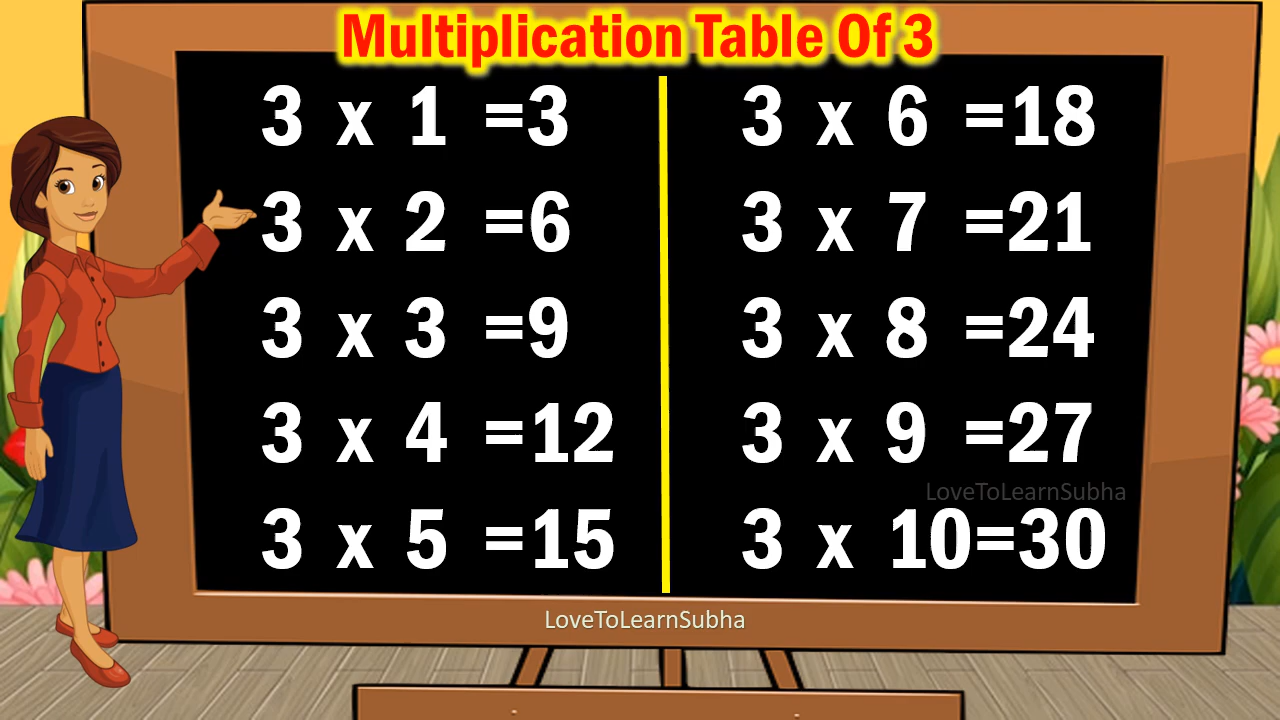 Multiplication Table Of 3
3 x 1 =3
3 x 2 =6
3 x 3 =9
3 x 4 =12
3 x 5 =15
3 x 6 =18
3 x 7 =21
3 x 8 =24
3 x 9 =27
LoveToLearnSubha
3 x 10=30
LoveToLearnSubha